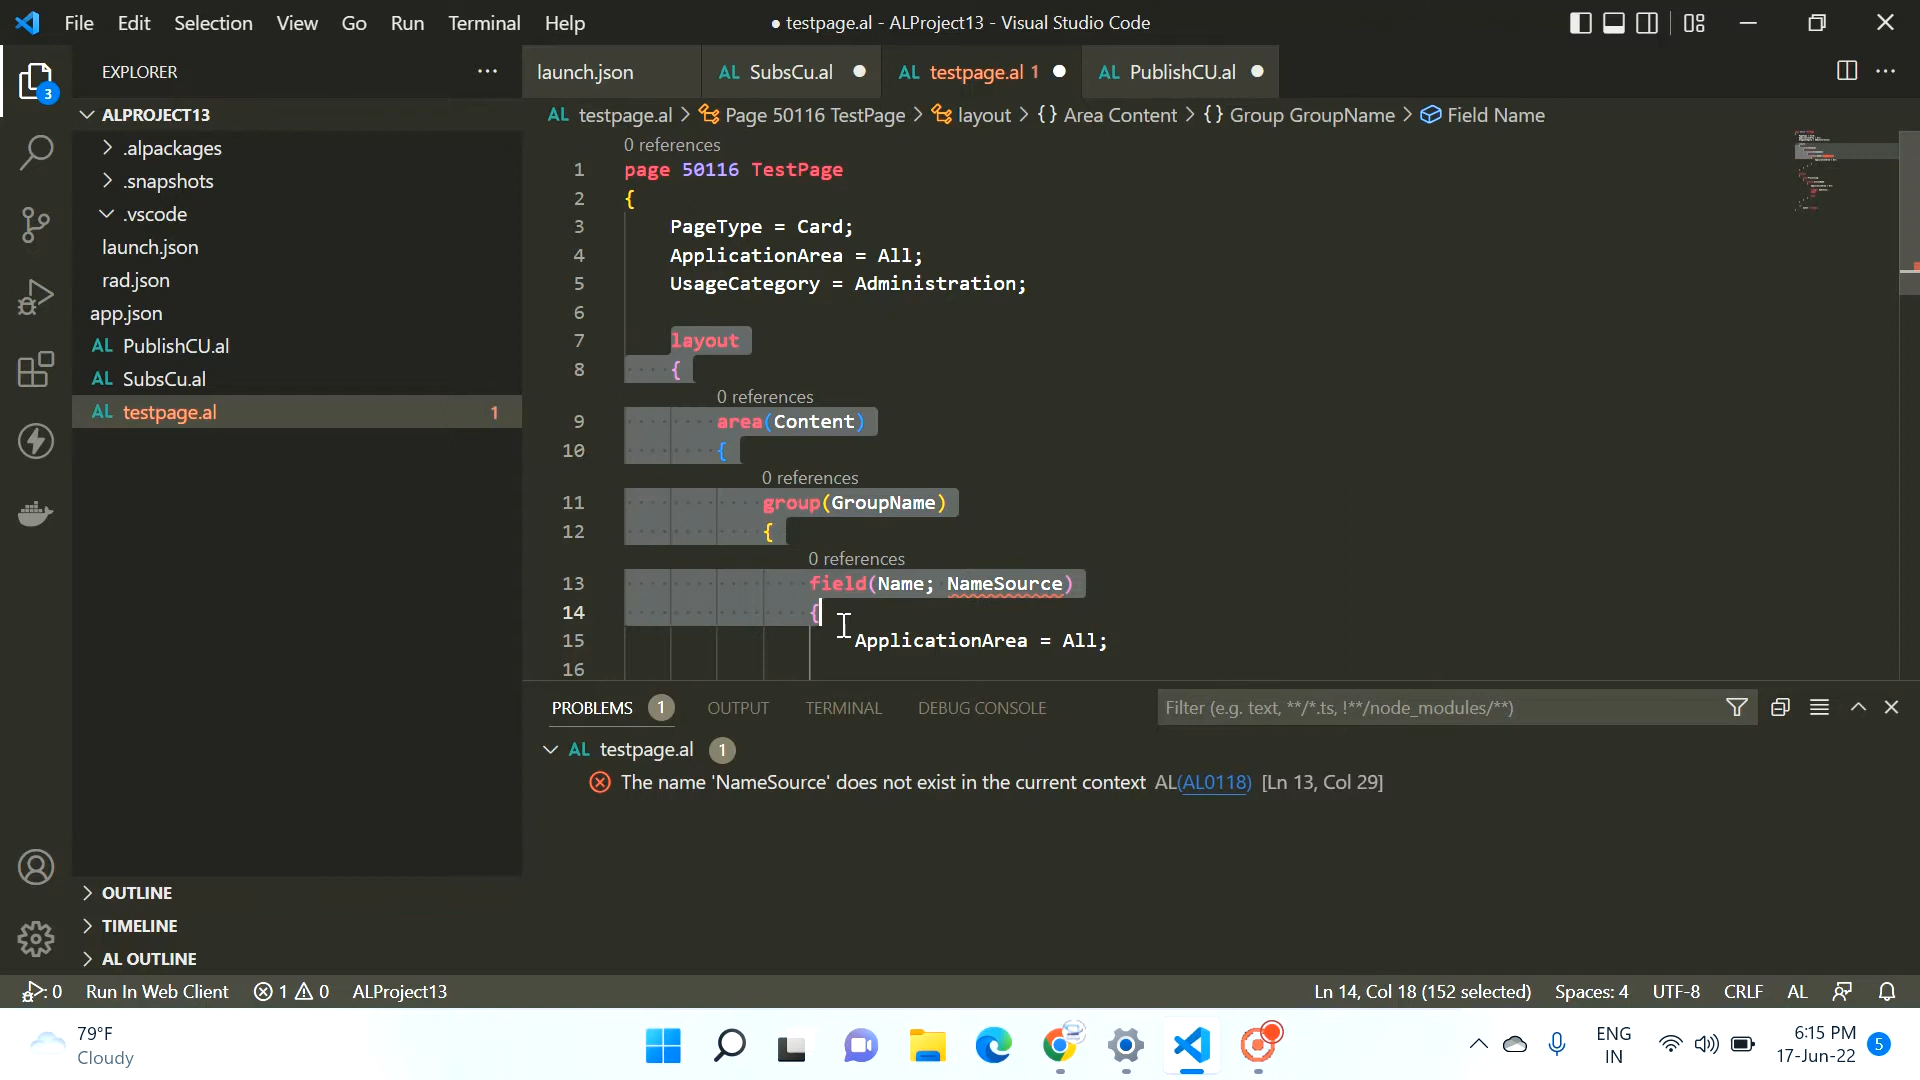 File Edit Selection View Go Run Terminal Help
● testpage.al - ALProject13 - Visual Studio Code
3
EXPLORER
ALPROJECT13
.alpackages
.snapshots
.vscode
launch.json
rad.json
app.json
AL PublishCU.al
AL SubsCu.al
AL testpage.al 1
OUTLINE
TIMELINE
AL OUTLINE
launch.json
AL SubsCu.al ●
AL testpage.al 1 ●
AL PublishCU.al ●
AL testpage.al > Page 50116 TestPage > layout > {} Area Content > {} Group GroupName > Field Name
0 references
1 page 50116 TestPage
2 {
3 PageType = Card;
4 ApplicationArea = All;
5 UsageCategory = Administration;
6
7 layout
8 {
0 references
9 area(Content)
10 {
0 references
11 group(GroupName)
12 {
0 references
13 field(Name; NameSource)
14 {
15 ApplicationArea = All;
16
PROBLEMS 1 OUTPUT TERMINAL DEBUG CONSOLE
Filter (e.g. text, **/*.ts, !**/node_modules/**)
AL testpage.al 1
The name 'NameSource' does not exist in the current context AL(AL0118) [Ln 13, Col 29]
0 Run In Web Client 1 0 ALProject13
Ln 14, Col 18 (152 selected) Spaces: 4 UTF-8 CRLF AL
79°F
Cloudy
ENG
IN
6:15 PM
17-Jun-22
5